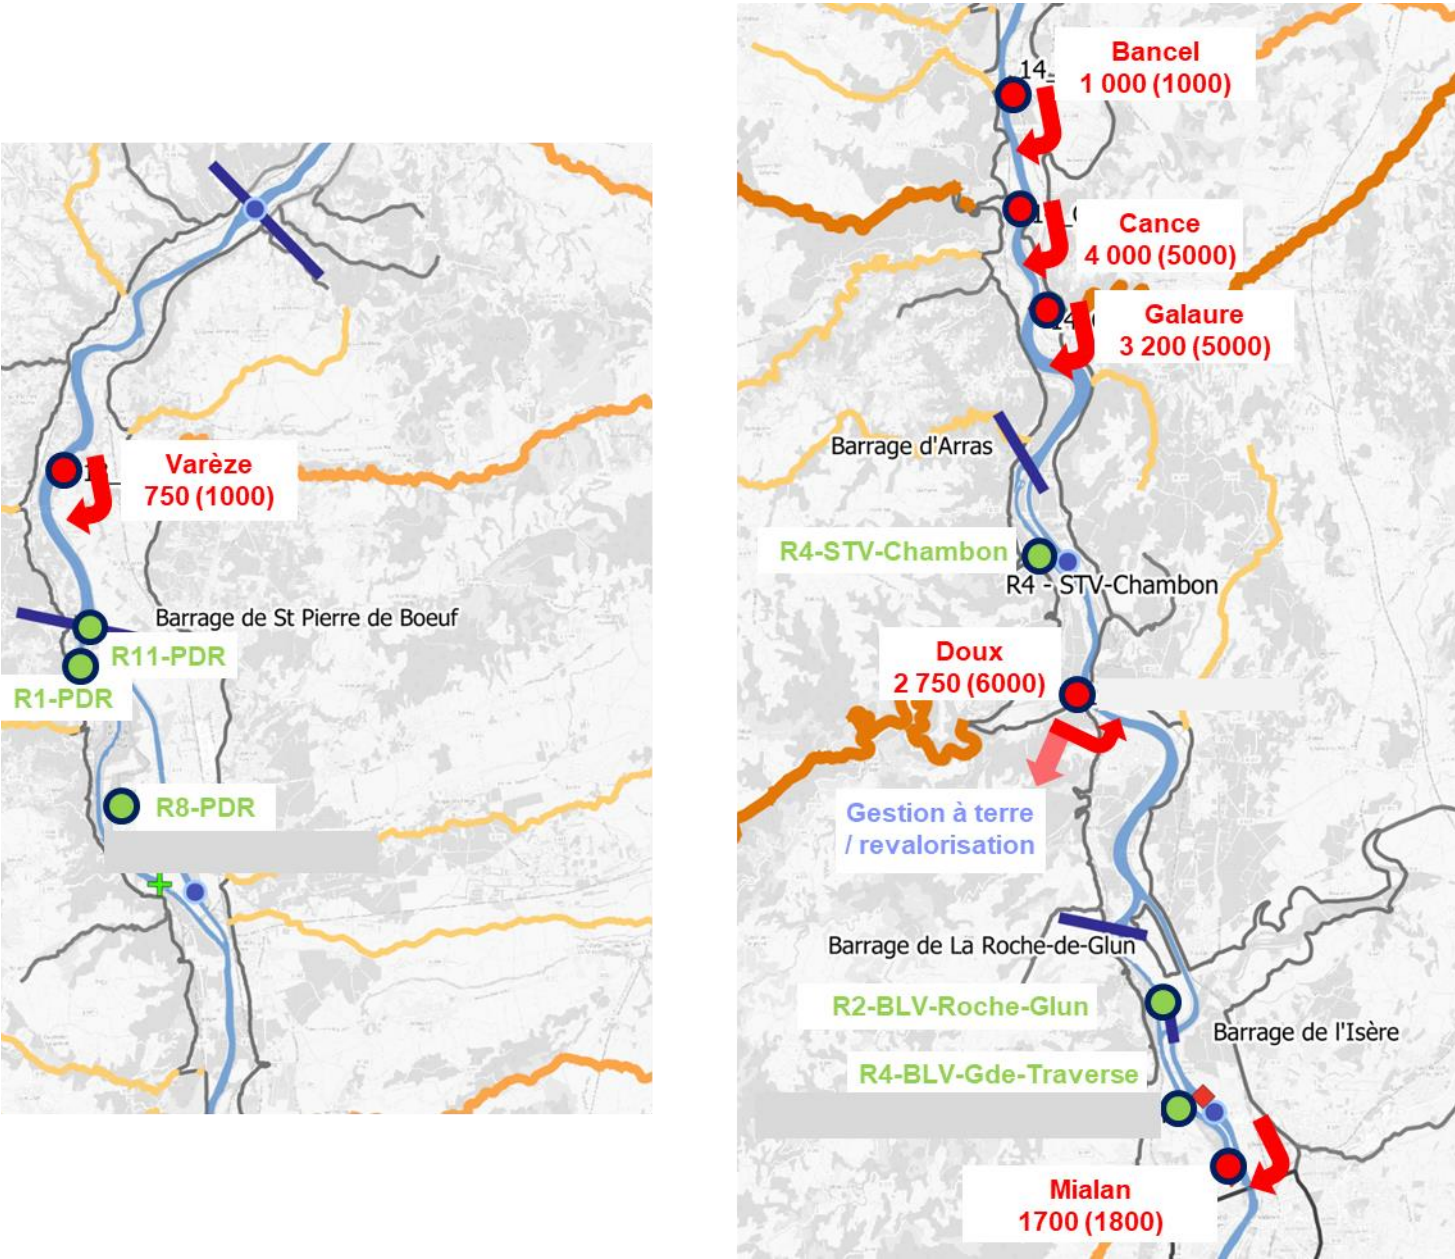 Varèze
750 (1000)
Barrage de St Pierre de Boeuf
R11-PDR
R1-PDR
R8-PDR
14_
Bancel
1 000 (1000)
Cance
4 000 (5000)
Galaure
3 200 (5000)
Barrage d'Arras
R4-STV-Chambon
R4 - STV-Chambon
Doux
2 750 (6000)
Gestion à terre
/ revalorisation
Barrage de La Roche-de-Glun
R2-BLV-Roche-Glun
Barrage de l'Isère
R4-BLV-Gde-Traverse
Mialan
1700 (1800)